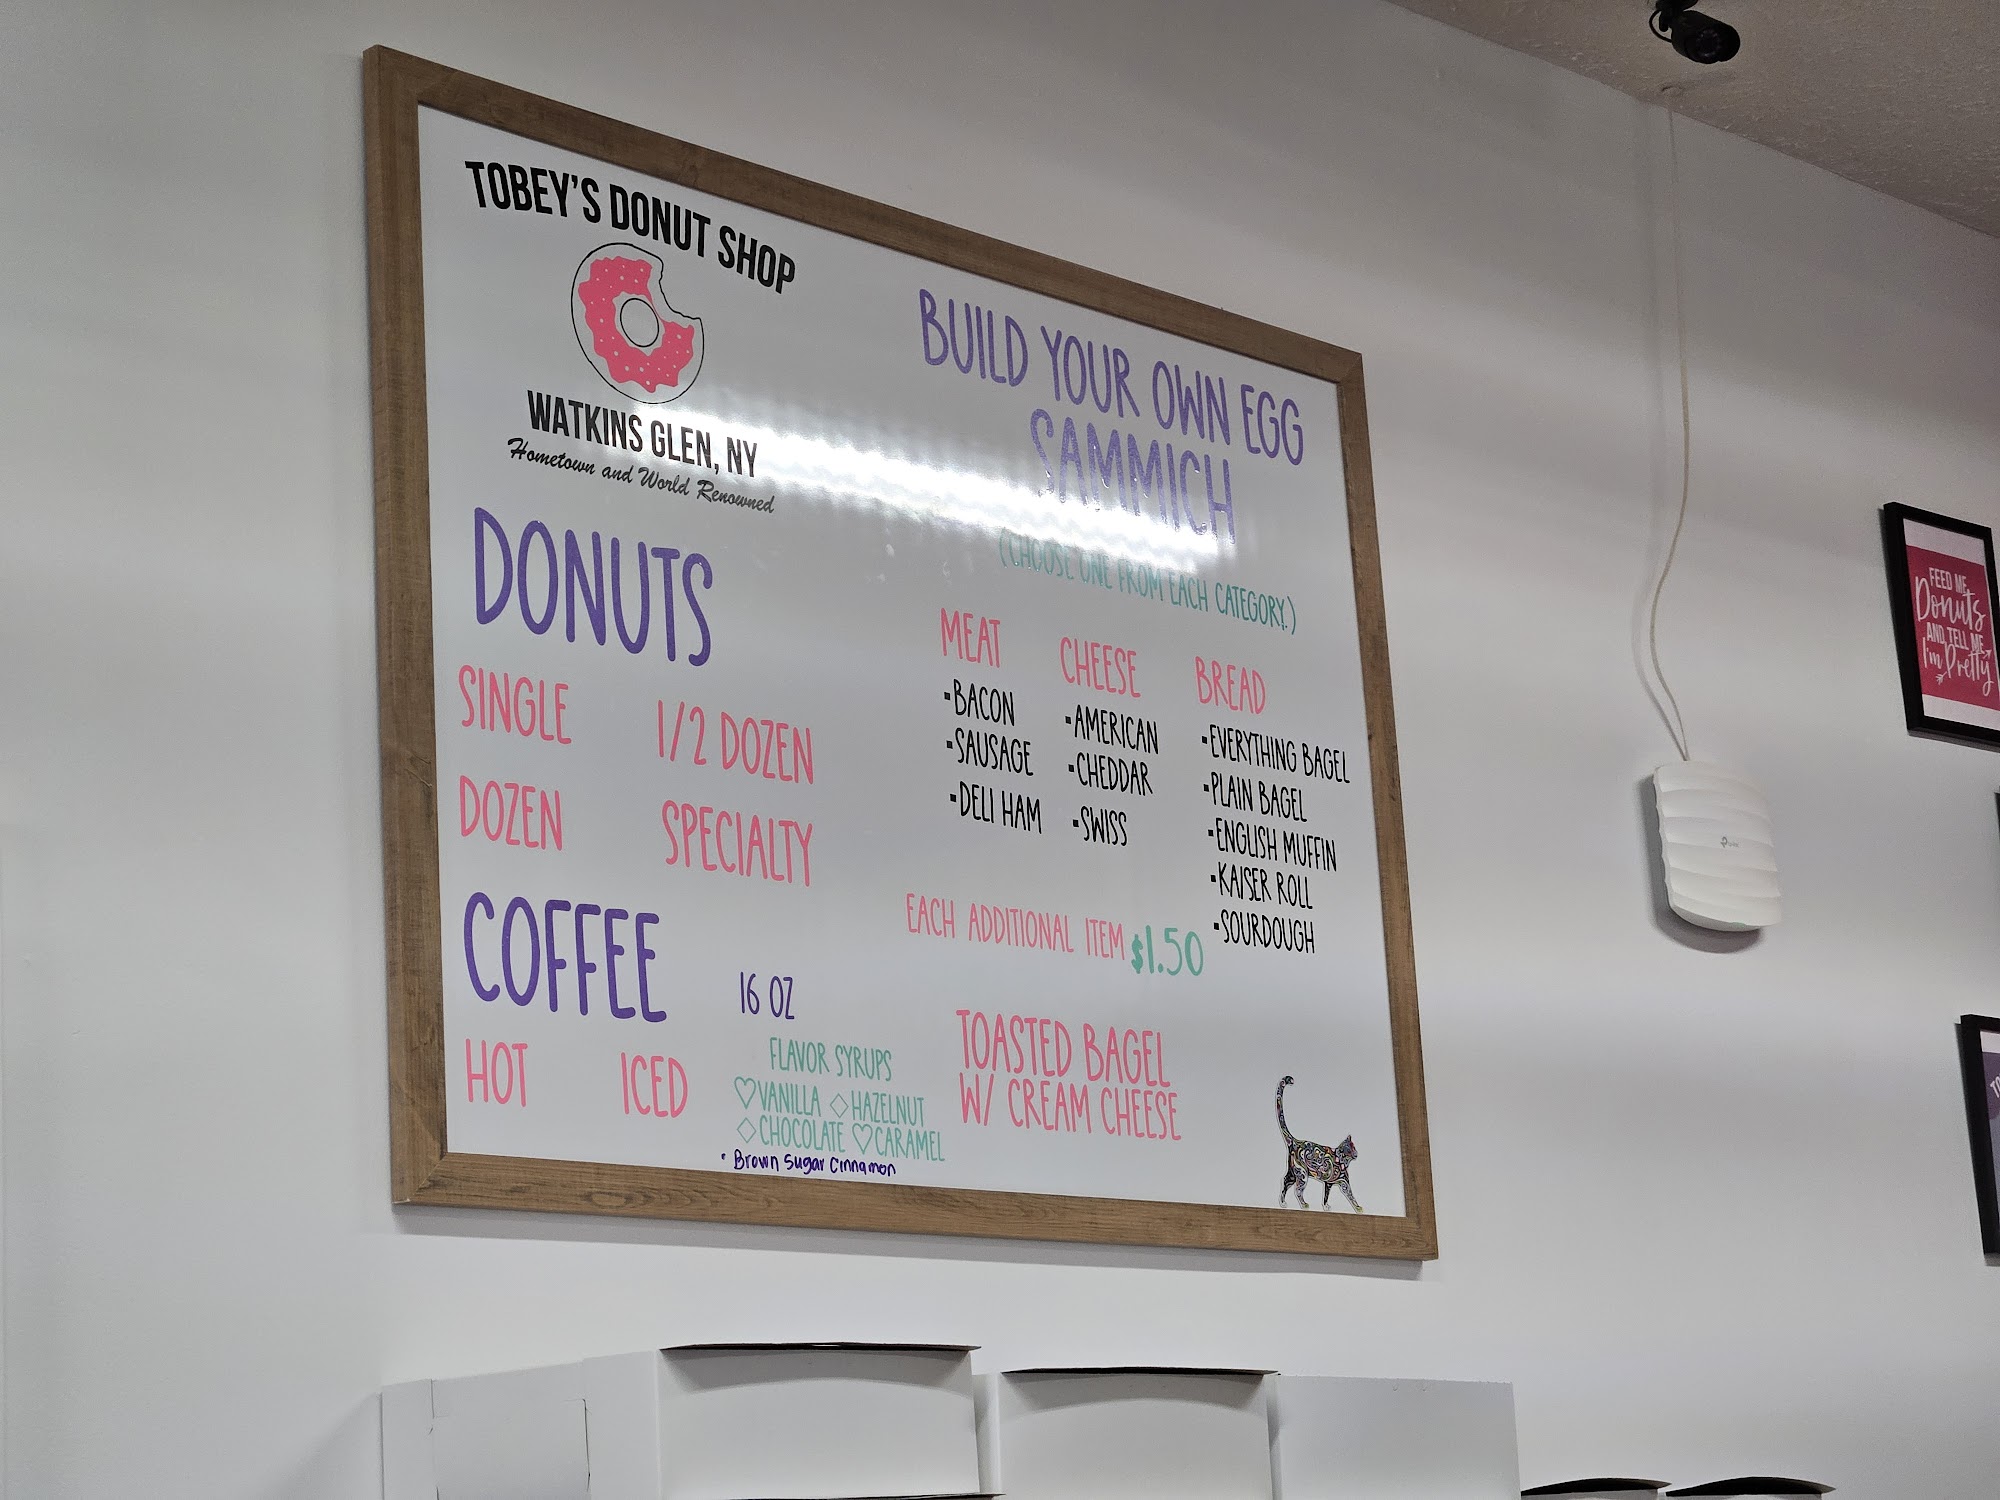 TOBEY'S DONUT SHOP
WATKINS GLEN, NY
Hometown and World Renowned
DONUTS
SINGLE
1/2 DOZEN
DOZEN
SPECIALTY
COFFEE
16 OZ
HOT
ICED
FLAVOR SYRUPS
♡VANILLA ◇HAZELNUT
◇CHOCOLATE ♡CARAMEL
• Brown Sugar Cinnamon
BUILD YOUR OWN EGG
SAMMICH
(CHOOSE ONE FROM EACH CATEGORY.)
MEAT
▪BACON
▪SAUSAGE
▪DELI HAM
CHEESE
▪AMERICAN
▪CHEDDAR
▪SWISS
BREAD
▪EVERYTHING BAGEL
▪PLAIN BAGEL
▪ENGLISH MUFFIN
▪KAISER ROLL
▪SOURDOUGH
EACH ADDITIONAL ITEM $1.50
TOASTED BAGEL
W/ CREAM CHEESE
FEED ME
Donuts
AND TELL ME
I'm Pretty